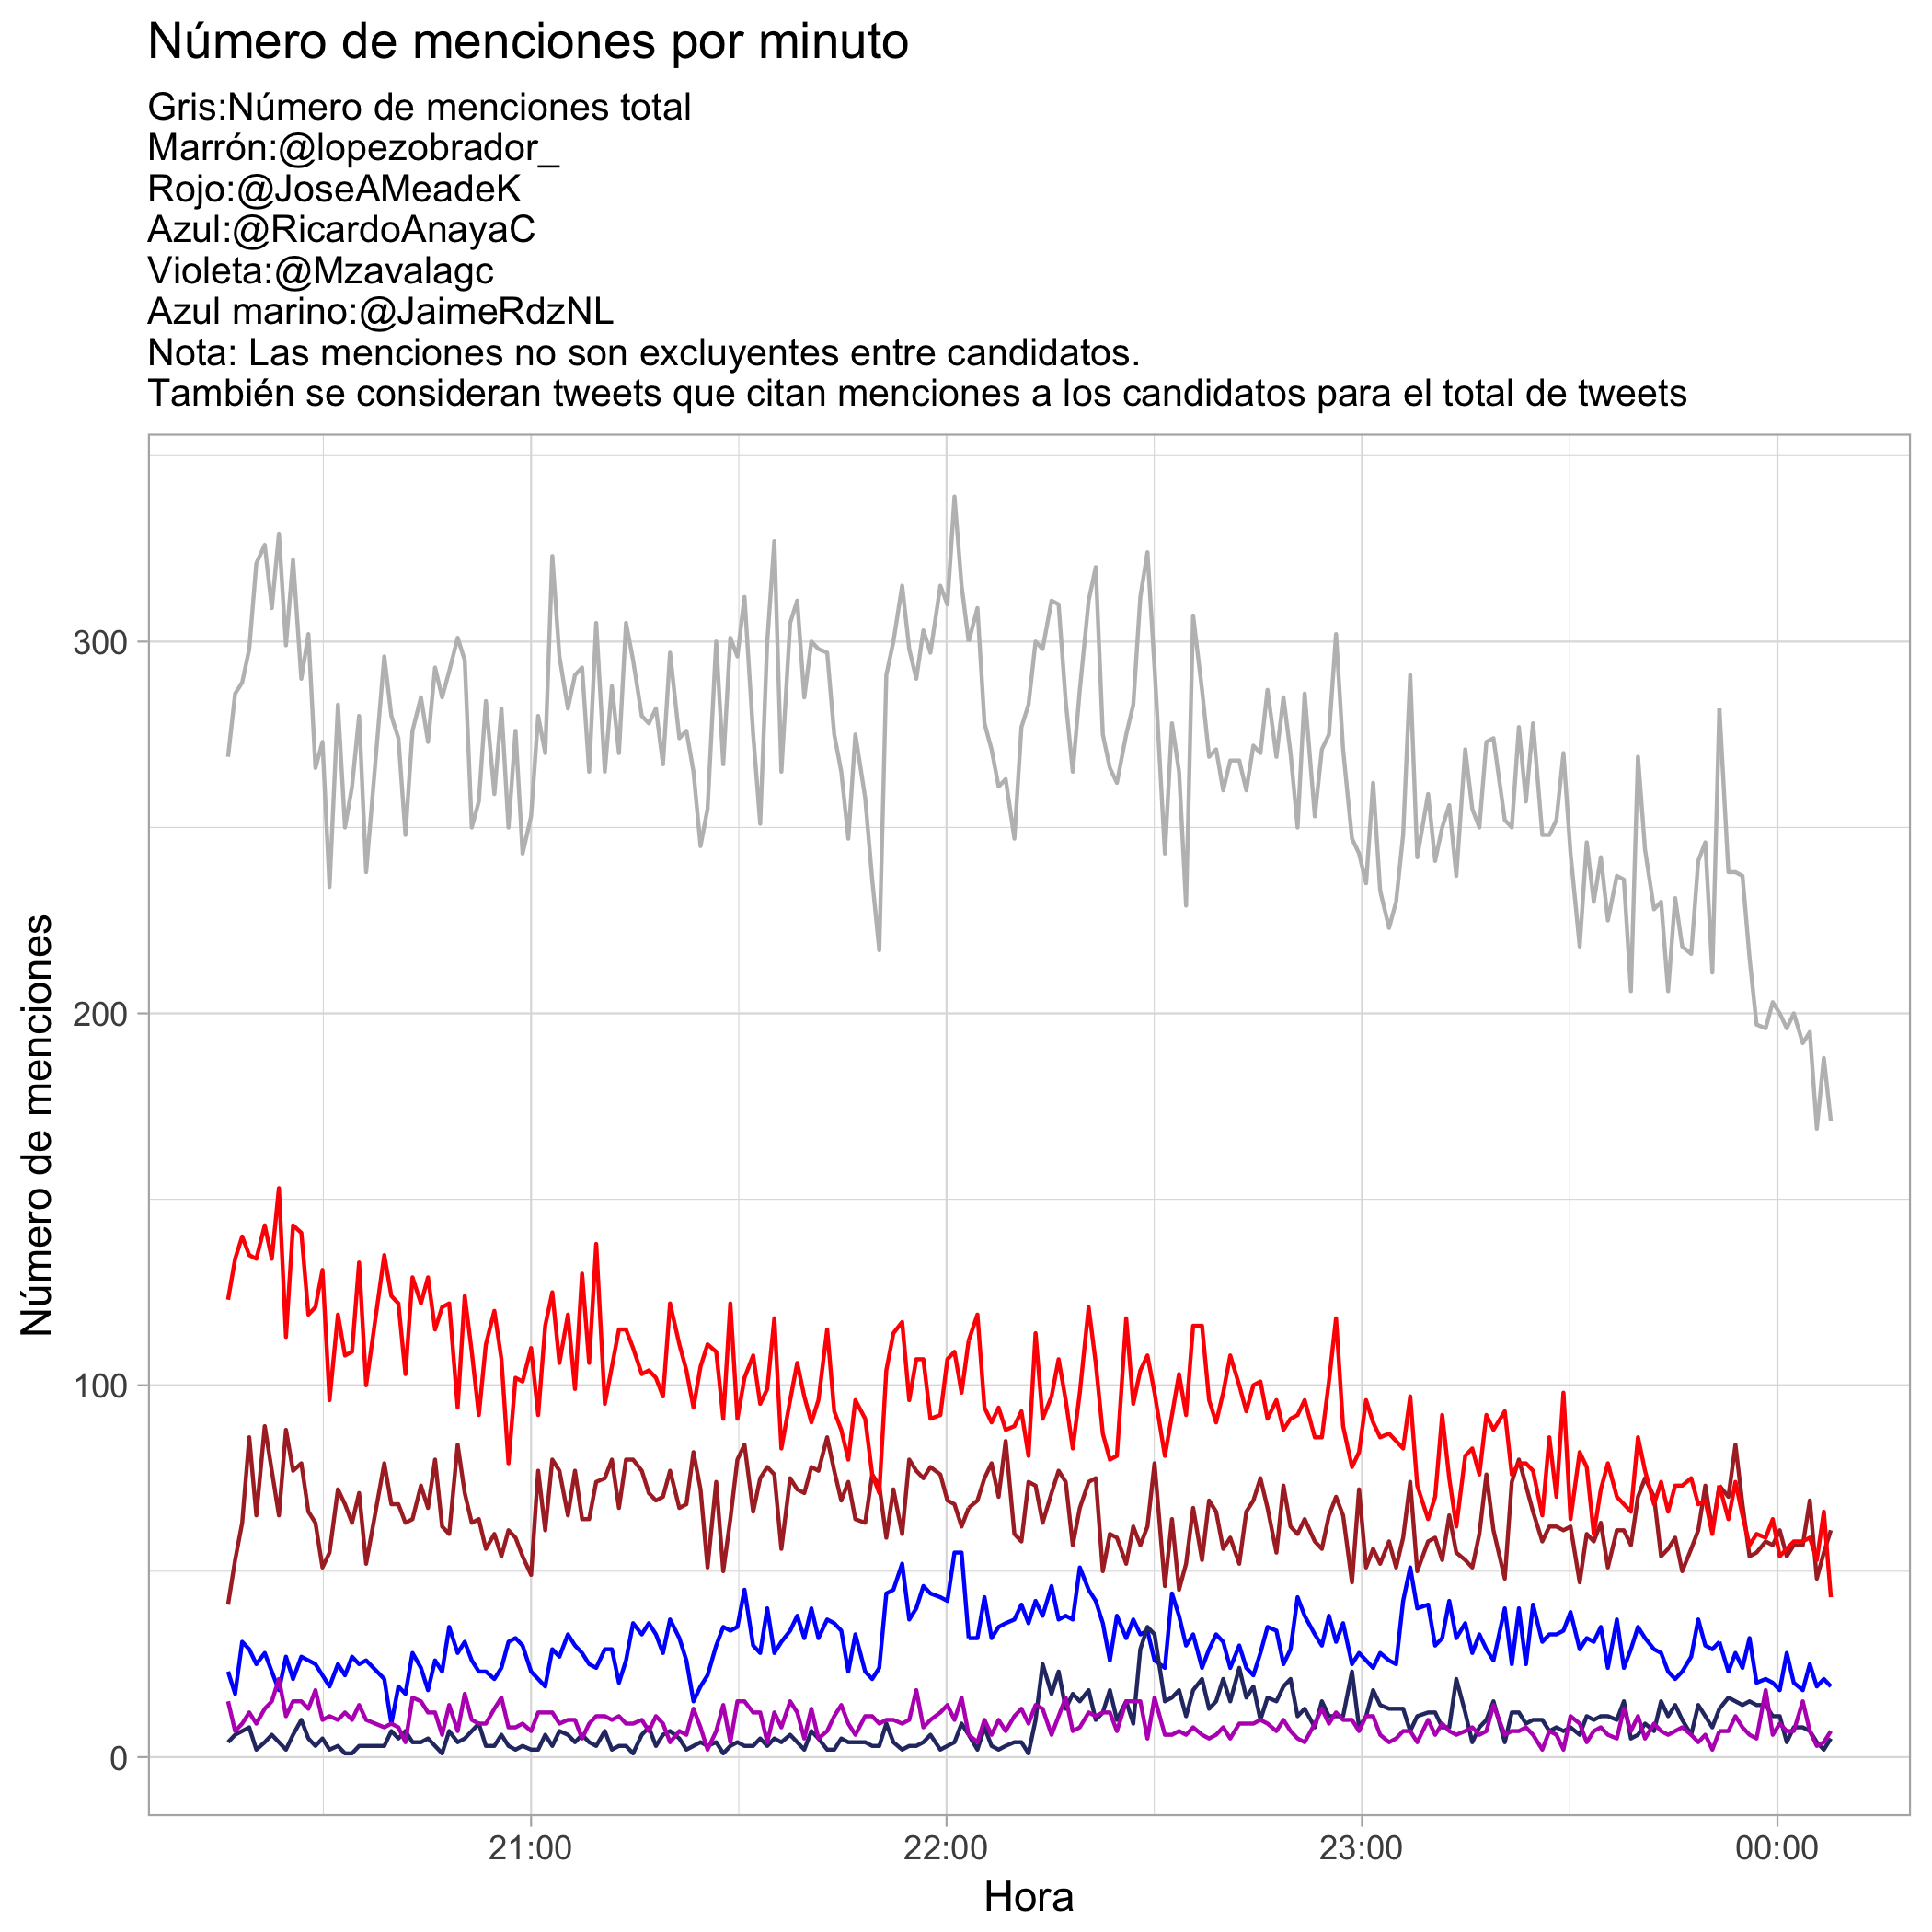 Número de menciones por minuto
Gris:Número de menciones total
Marrón:@lopezobrador_
Rojo:@JoseAMeadeK
Azul:@RicardoAnayaC
Violeta:@Mzavalagc
Azul marino:@JaimeRdzNL
Nota: Las menciones no son excluyentes entre candidatos.
También se consideran tweets que citan menciones a los candidatos para el total de tweets
Número de menciones
300
200
100
0
21:00
22:00
23:00
00:00
Hora